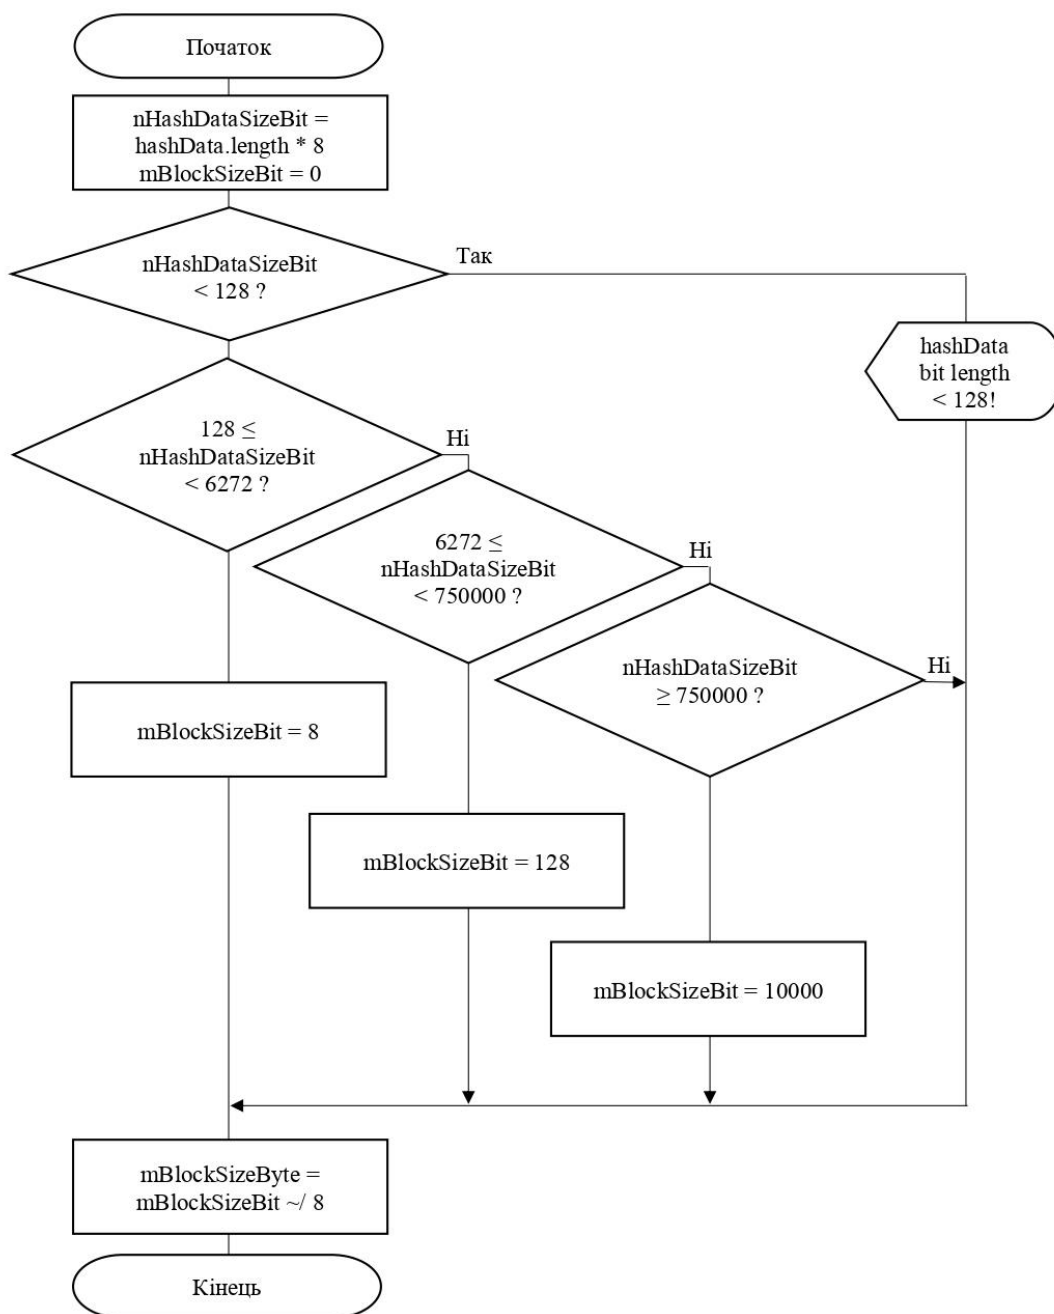 Початок
nHashDataSizeBit =
hashData.length * 8
mBlockSizeBit = 0
nHashDataSizeBit
< 128 ?
Так
hashData
bit length
< 128!
128 ≤
nHashDataSizeBit
< 6272 ?
Ні
6272 ≤
nHashDataSizeBit
< 750000 ?
Ні
nHashDataSizeBit
≥ 750000 ?
Ні
mBlockSizeBit = 8
mBlockSizeBit = 128
mBlockSizeBit = 10000
mBlockSizeByte =
mBlockSizeBit ~/ 8
Кінець